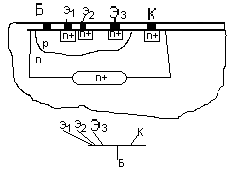 Б Э1 Э2 Э3 К
n+ n+ n+ n+
p
n
n+
Э1 Э2 Э3 К
Б